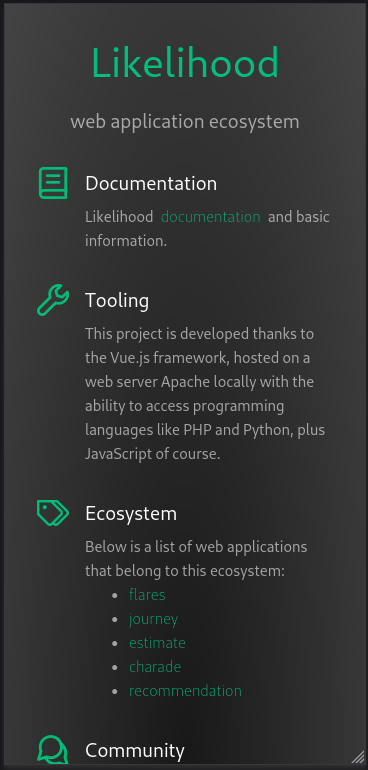 Likelihood
web application ecosystem
Documentation
Likelihood documentation and basic
information.
Tooling
This project is developed thanks to
the Vue.js framework, hosted on a
web server Apache locally with the
ability to access programming
languages like PHP and Python, plus
JavaScript of course.
Ecosystem
Below is a list of web applications
that belong to this ecosystem:
• flares
• journey
• estimate
• charade
• recommendation
Community